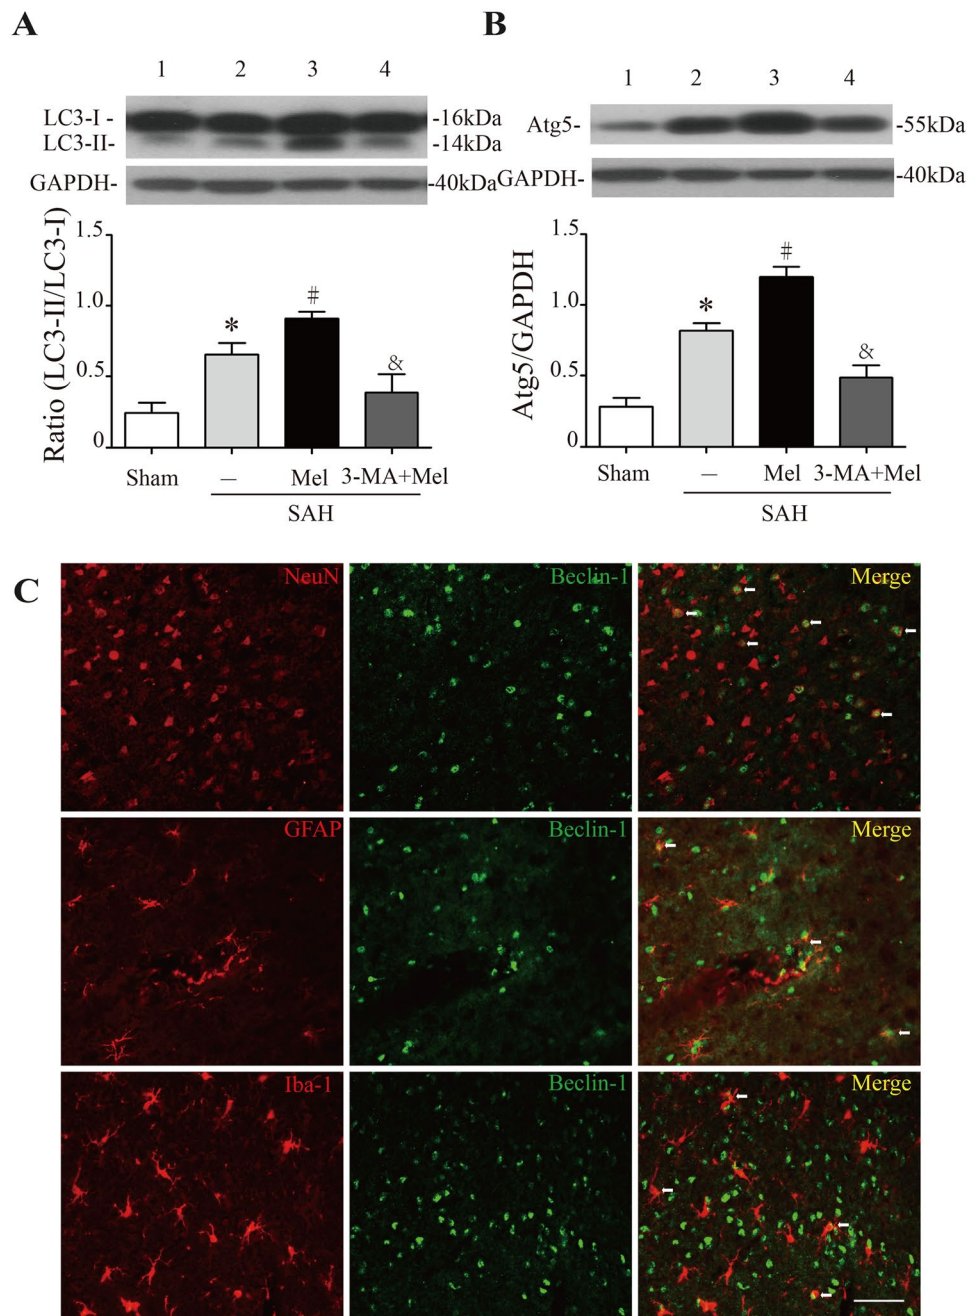 A
1 2 3 4
LC3-I - -16kDa
LC3-II- -14kDa
GAPDH- -40kDa
Ratio (LC3-II/LC3-I)
1.5
1.0
0.5
0
*
#
&
Sham – Mel 3-MA+Mel
SAH
B
1 2 3 4
Atg5- -55kDa
GAPDH- -40kDa
Atg5/GAPDH
1.5
1.0
0.5
0
*
#
&
Sham – Mel 3-MA+Mel
SAH
C
NeuN Beclin-1 Merge
GFAP Beclin-1 Merge
Iba-1 Beclin-1 Merge